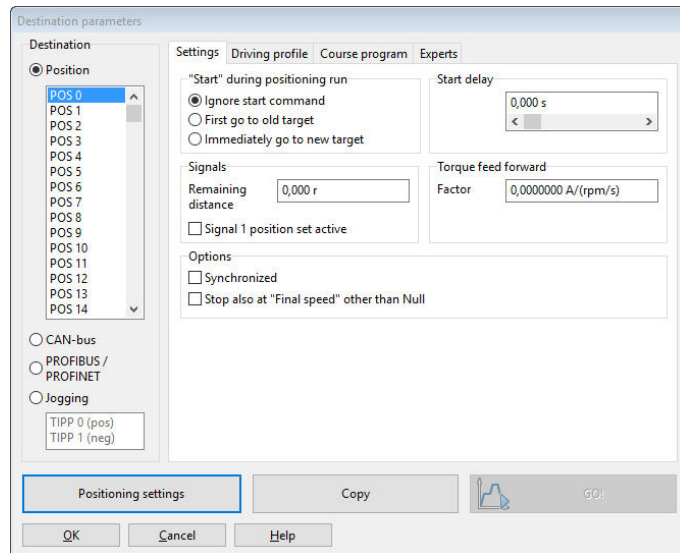 Destination parameters
Destination
Position
POS 0
POS 1
POS 2
POS 3
POS 4
POS 5
POS 6
POS 7
POS 8
POS 9
POS 10
POS 11
POS 12
POS 13
POS 14
CAN-bus
PROFIBUS /
PROFINET
Jogging
TIPP 0 (pos)
TIPP 1 (neg)
Settings Driving profile Course program Experts
"Start" during positioning run
Ignore start command
First go to old target
Immediately go to new target
Start delay
0,000 s
Signals
Remaining distance
0,000 r
Signal 1 position set active
Torque feed forward
Factor 0,0000000 A/(rpm/s)
Options
Synchronized
Stop also at "Final speed" other than Null
Positioning settings Copy GO!
OK Cancel Help